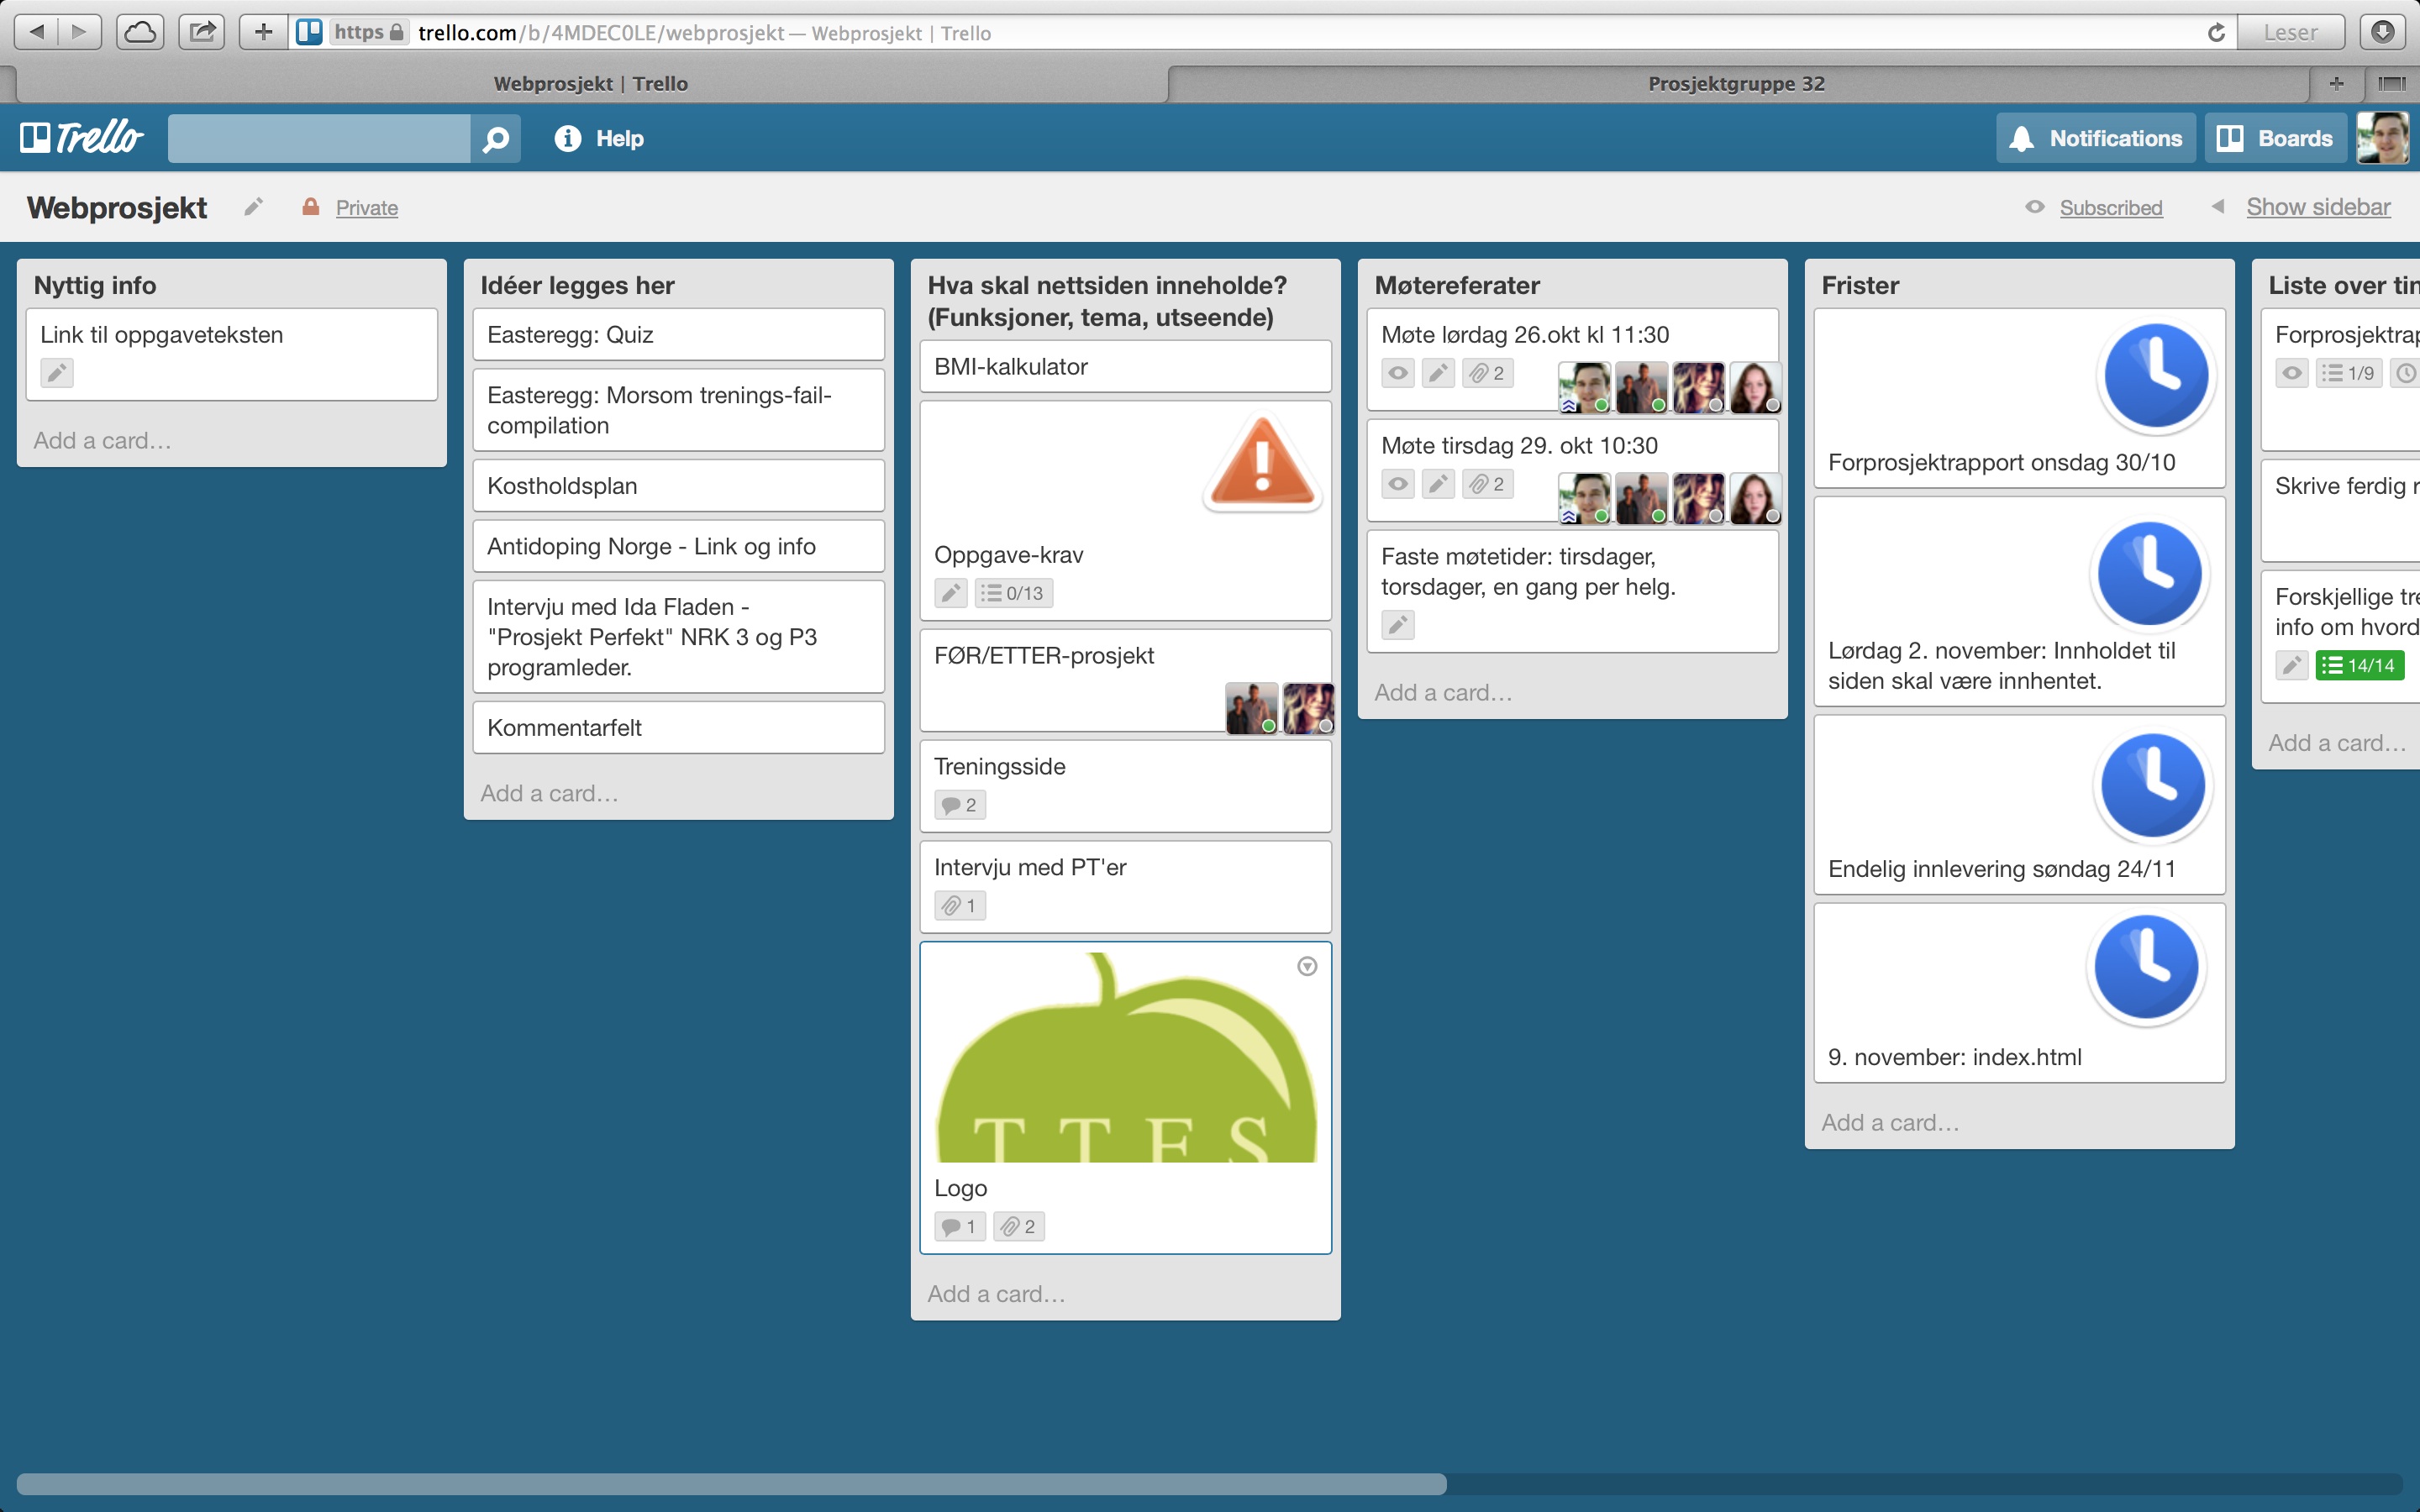 https trello.com/b/4MDEC0LE/webprosjekt — Webprosjekt | Trello
Leser
Webprosjekt | Trello
Prosjektgruppe 32
Trello
Help
Notifications
Boards
Webprosjekt
Private
Subscribed
Show sidebar
Nyttig info
Link til oppgaveteksten
Add a card…
Idéer legges her
Easteregg: Quiz
Easteregg: Morsom trenings-fail-
compilation
Kostholdsplan
Antidoping Norge - Link og info
Intervju med Ida Fladen -
"Prosjekt Perfekt" NRK 3 og P3
programleder.
Kommentarfelt
Add a card…
Hva skal nettsiden inneholde?
(Funksjoner, tema, utseende)
BMI-kalkulator
Oppgave-krav
0/13
FØR/ETTER-prosjekt
Treningsside
2
Intervju med PT'er
1
Logo
1 2
Add a card…
Møtereferater
Møte lørdag 26.okt kl 11:30
2
Møte tirsdag 29. okt 10:30
2
Faste møtetider: tirsdager,
torsdager, en gang per helg.
Add a card…
Frister
Forprosjektrapport onsdag 30/10
Lørdag 2. november: Innholdet til
siden skal være innhentet.
Endelig innlevering søndag 24/11
9. november: index.html
Add a card…
Liste over
1/9
Skrive ferdig
Forskjellige
info om
14/14
Add a card…